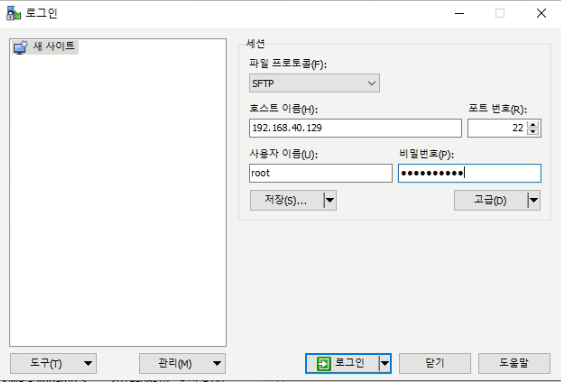 로그인
새 사이트
세션
파일 프로토콜(F):
SFTP
호스트 이름(H):
포트 번호(R):
192.168.40.129
22
사용자 이름(U):
비밀번호(P):
root
●●●●●●●●●●
저장(S)...
고급(D)
도구(T)
관리(M)
로그인
닫기
도움말